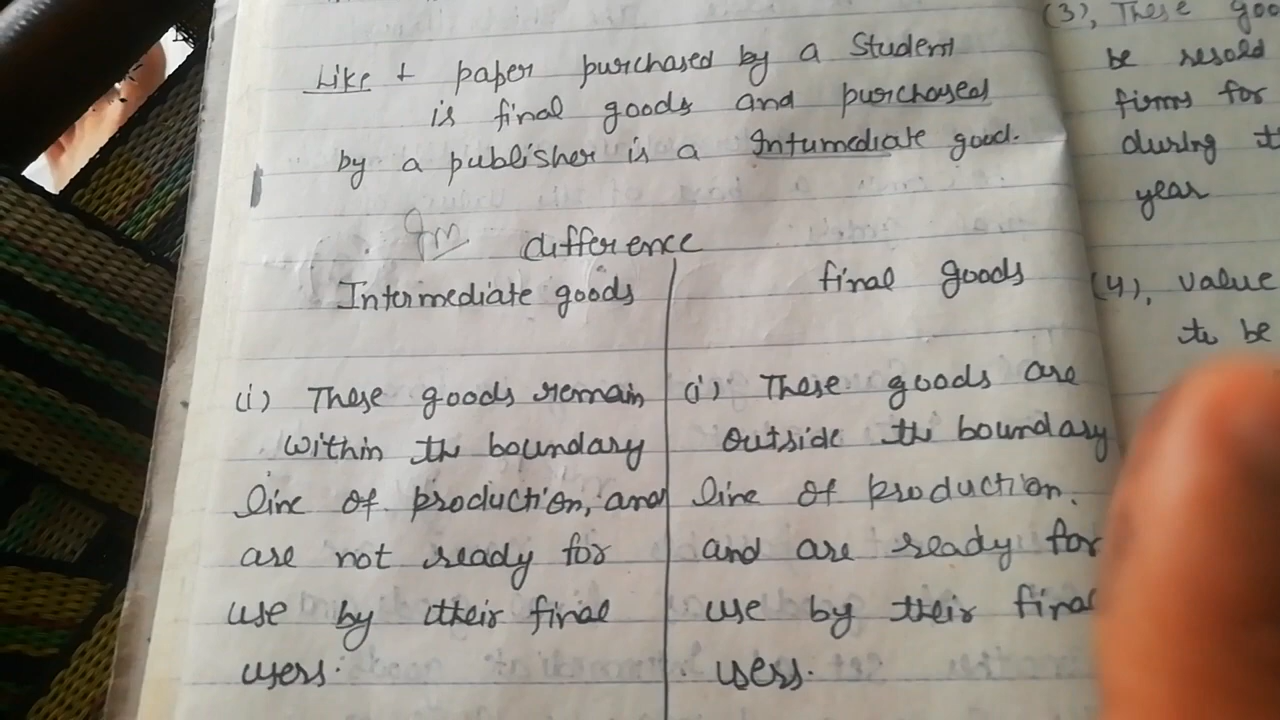 Like + paper purchased by a Student
is final goods and purchased
by a publisher is a Intumediate good.
Im difference
Intermediate goods
(i) These goods remain
within the boundary
line of production, and
are not ready for
use by their final
users.
final goods
(i) These goods are
outside the boundary
line of production.
and are ready for
use by their final
users.
(3), These goo
be resold
firms for
during t
year
(4), value
to be